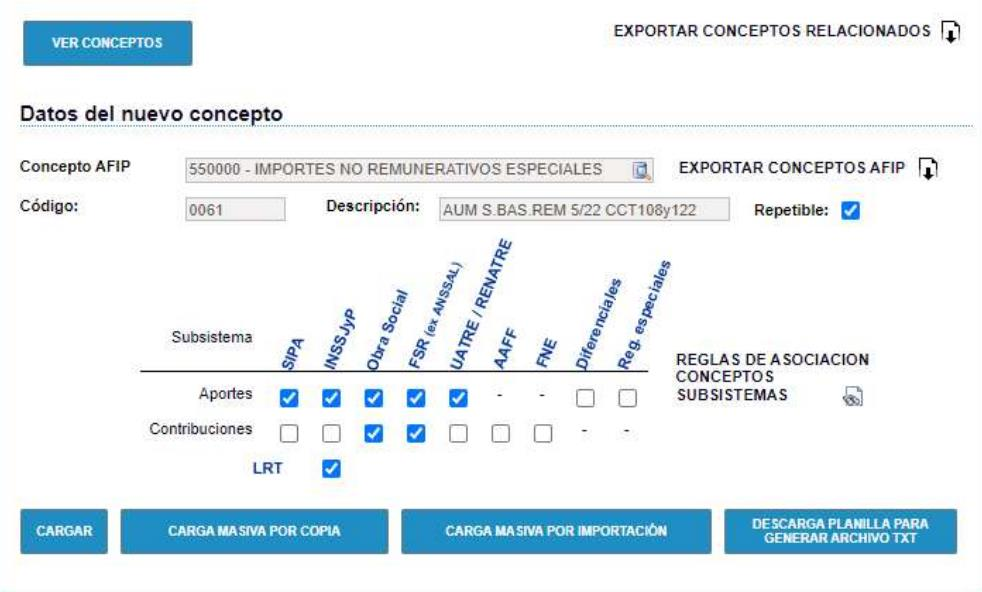 VER CONCEPTOS
EXPORTAR CONCEPTOS RELACIONADOS
Datos del nuevo concepto
Concepto AFIP
550000 - IMPORTES NO REMUNERATIVOS ESPECIALES
EXPORTAR CONCEPTOS AFIP
Código:
0061
Descripción:
AUM S.BAS.REM 5/22 CCT108y122
Repetible:
Subsistema
SIPA
INSSJyP
Obra Social
FSR (ex ANSSAL)
UATRE / RENATRE
AAFF
FNE
Diferenciales
Reg. especiales
Aportes
- -
Contribuciones
- -
LRT
REGLAS DE ASOCIACION
CONCEPTOS
SUBSISTEMAS
CARGAR
CARGA MASIVA POR COPIA
CARGA MASIVA POR IMPORTACIÓN
DESCARGA PLANILLA PARA
GENERAR ARCHIVO TXT